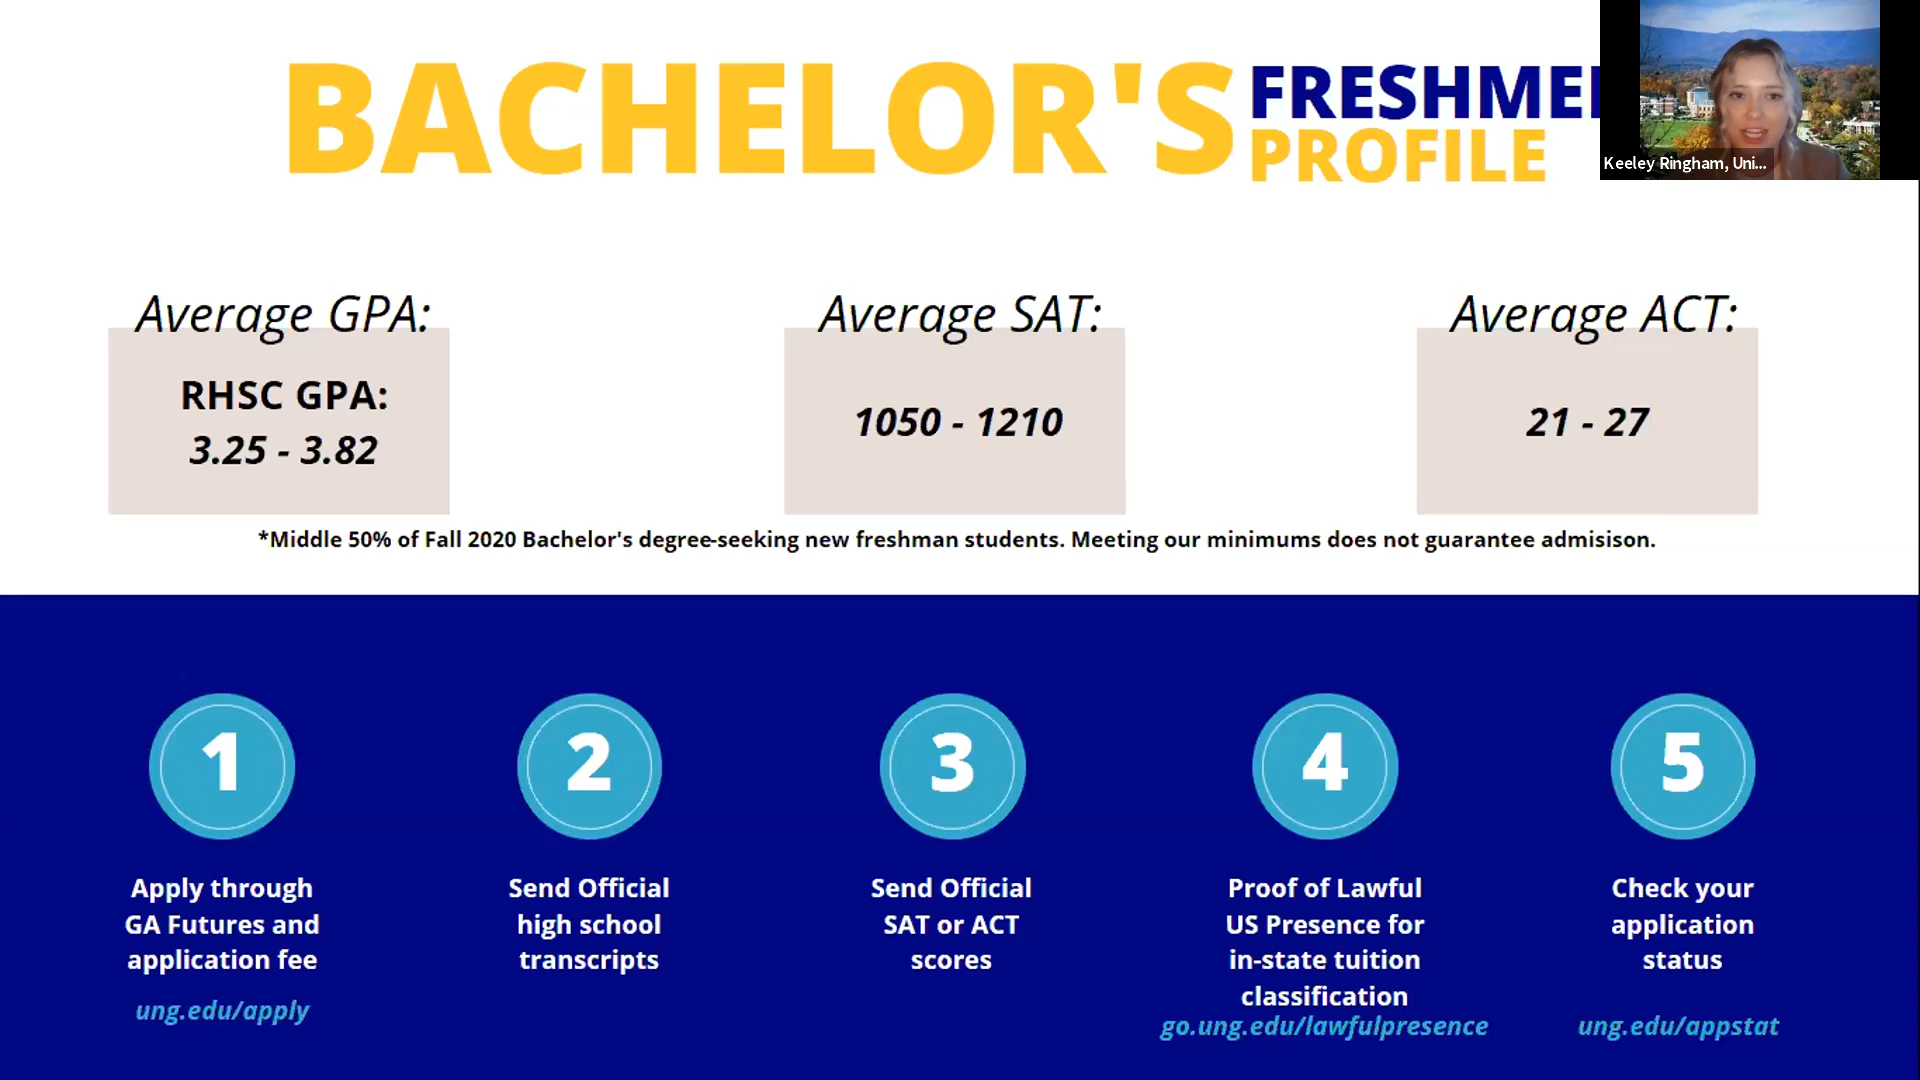 BACHELOR'S
FRESHMEN
PROFILE
Keeley Ringham, Uni...
Average GPA:
RHSC GPA:
3.25 - 3.82
Average SAT:
1050 - 1210
Average ACT:
21 - 27
*Middle 50% of Fall 2020 Bachelor's degree-seeking new freshman students. Meeting our minimums does not guarantee admisison.
1
Apply through
GA Futures and
application fee
ung.edu/apply
2
Send Official
high school
transcripts
3
Send Official
SAT or ACT
scores
4
Proof of Lawful
US Presence for
in-state tuition
classification
go.ung.edu/lawfulpresence
5
Check your
application
status
ung.edu/appstat